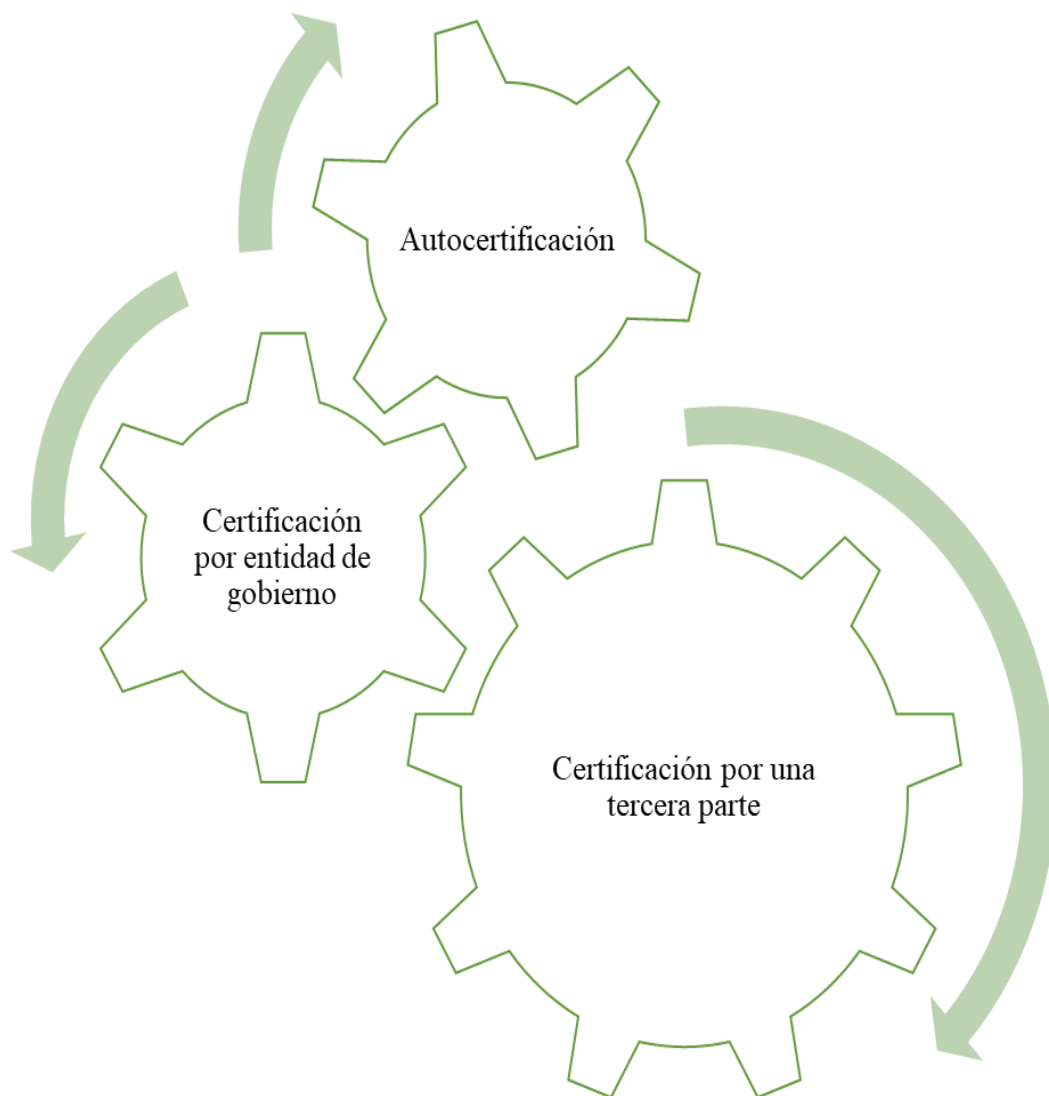 Autocertificación
Certificación
por entidad de
gobierno
Certificación por una
tercera parte